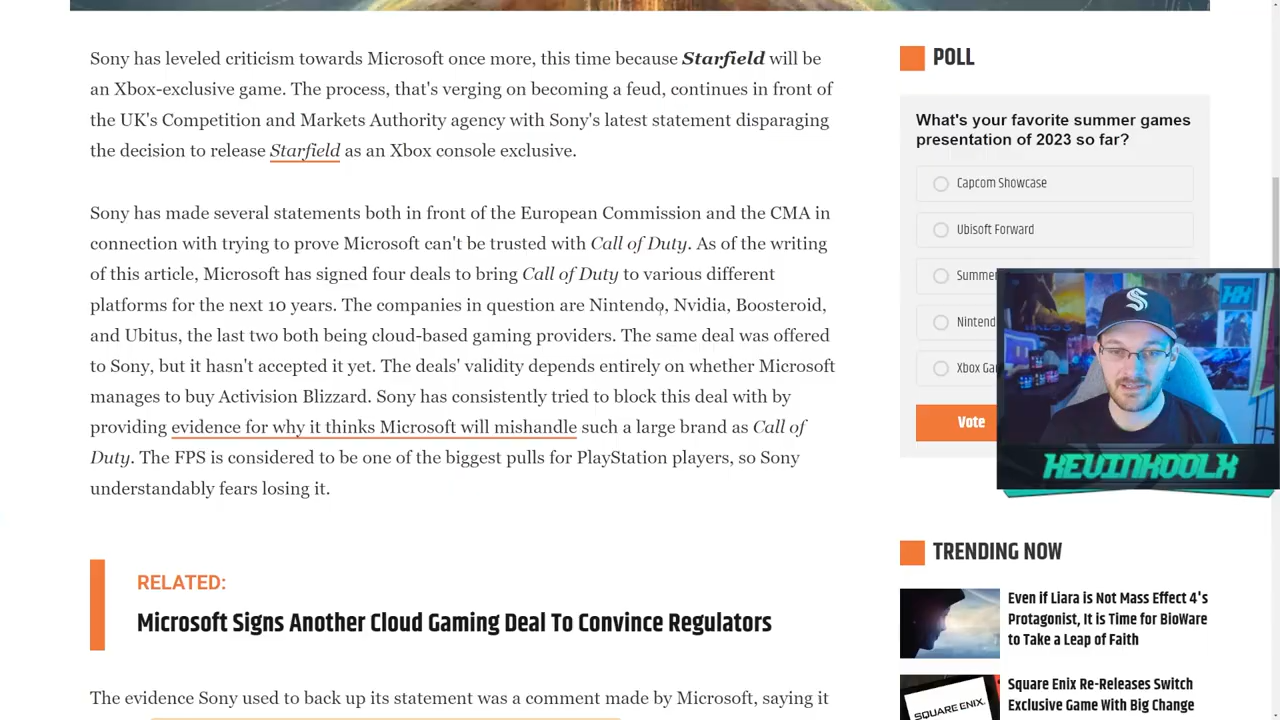 Sony has leveled criticism towards Microsoft once more, this time because Starfield will be
an Xbox-exclusive game. The process, that's verging on becoming a feud, continues in front of
the UK's Competition and Markets Authority agency with Sony's latest statement disparaging
the decision to release Starfield as an Xbox console exclusive.
Sony has made several statements both in front of the European Commission and the CMA in
connection with trying to prove Microsoft can't be trusted with Call of Duty. As of the writing
of this article, Microsoft has signed four deals to bring Call of Duty to various different
platforms for the next 10 years. The companies in question are Nintendo, Nvidia, Boosteroid,
and Ubitus, the last two both being cloud-based gaming providers. The same deal was offered
to Sony, but it hasn't accepted it yet. The deals' validity depends entirely on whether Microsoft
manages to buy Activision Blizzard. Sony has consistently tried to block this deal with by
providing evidence for why it thinks Microsoft will mishandle such a large brand as Call of
Duty. The FPS is considered to be one of the biggest pulls for PlayStation players, so Sony
understandably fears losing it.
RELATED:
Microsoft Signs Another Cloud Gaming Deal To Convince Regulators
The evidence Sony used to back up its statement was a comment made by Microsoft, saying it
POLL
What's your favorite summer games
presentation of 2023 so far?
Capcom Showcase
Ubisoft Forward
Summer
Nintend
Xbox Ga
Vote
KEVINKOOLX
TRENDING NOW
Even if Liara is Not Mass Effect 4's
Protagonist, It is Time for BioWare
to Take a Leap of Faith
SQUARE ENIX
Square Enix Re-Releases Switch
Exclusive Game With Big Change